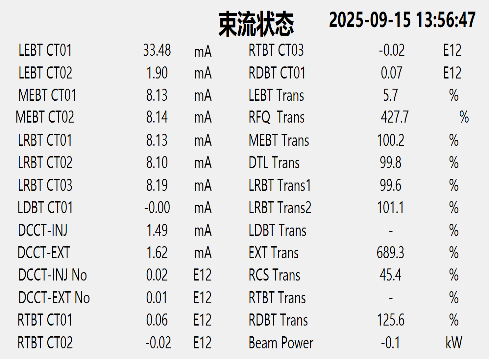 束流状态 2025-09-15 13:56:47
LEBT CT01 33.48 mA RTBT CT03 -0.02 E12
LEBT CT02 1.90 mA RDBT CT01 0.07 E12
MEBT CT01 8.13 mA LEBT Trans 5.7 %
MEBT CT02 8.14 mA RFQ Trans 427.7 %
LRBT CT01 8.13 mA MEBT Trans 100.2 %
LRBT CT02 8.10 mA DTL Trans 99.8 %
LRBT CT03 8.19 mA LRBT Trans1 99.6 %
LDBT CT01 -0.00 mA LRBT Trans2 101.1 %
DCCT-INJ 1.49 mA LDBT Trans - %
DCCT-EXT 1.62 mA EXT Trans 689.3 %
DCCT-INJ No 0.02 E12 RCS Trans 45.4 %
DCCT-EXT No 0.01 E12 RTBT Trans - %
RTBT CT01 0.06 E12 RDBT Trans 125.6 %
RTBT CT02 -0.02 E12 Beam Power -0.1 kW